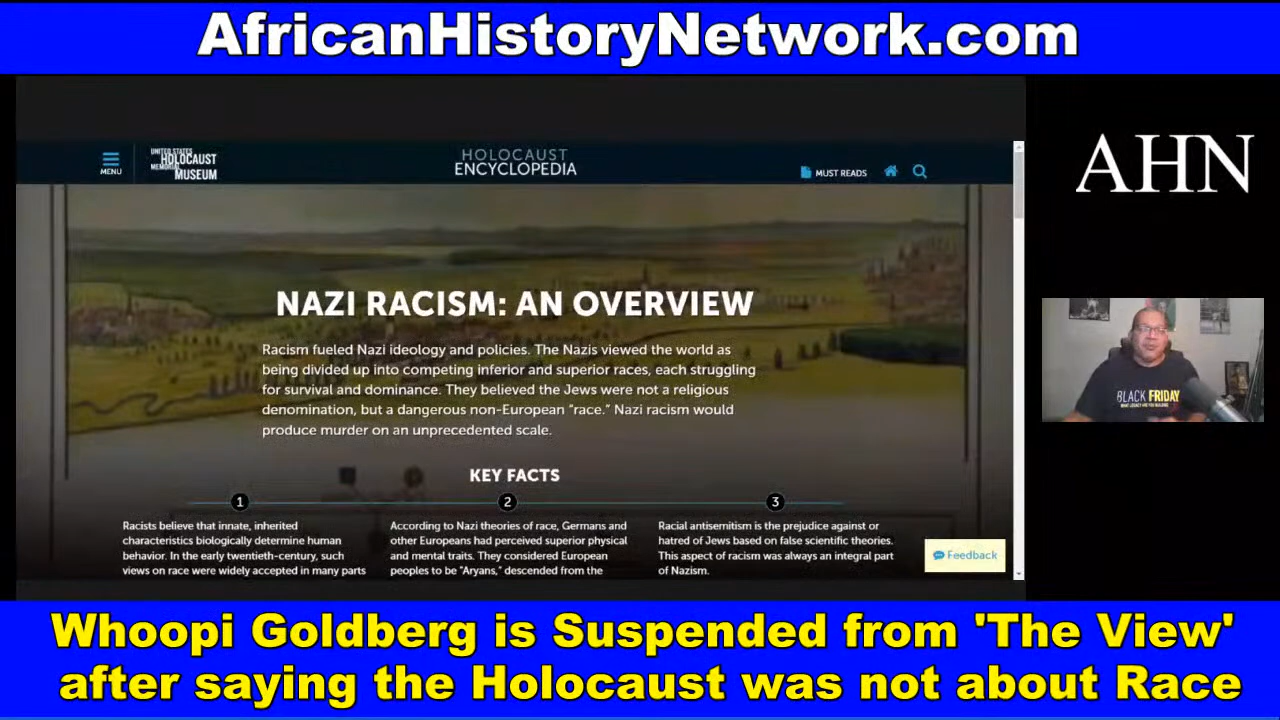 AfricanHistoryNetwork.com
AHN
MENU
UNITED STATES
HOLOCAUST
MEMORIAL
MUSEUM
HOLOCAUST
ENCYCLOPEDIA
MUST READS
NAZI RACISM: AN OVERVIEW
Racism fueled Nazi ideology and policies. The Nazis viewed the world as
being divided up into competing inferior and superior races, each struggling
for survival and dominance. They believed the Jews were not a religious
denomination, but a dangerous non-European "race." Nazi racism would
produce murder on an unprecedented scale.
KEY FACTS
1
Racists believe that innate, inherited
characteristics biologically determine human
behavior. In the early twentieth-century, such
views on race were widely accepted in many parts
2
According to Nazi theories of race, Germans and
other Europeans had perceived superior physical
and mental traits. They considered European
peoples to be "Aryans," descended from the
3
Racial antisemitism is the prejudice against or
hatred of Jews based on false scientific theories.
This aspect of racism was always an integral part
of Nazism.
Feedback
BLACK FRIDAY
WHAT LEGACY ARE YOU BUILDING
Whoopi Goldberg is Suspended from 'The View'
after saying the Holocaust was not about Race